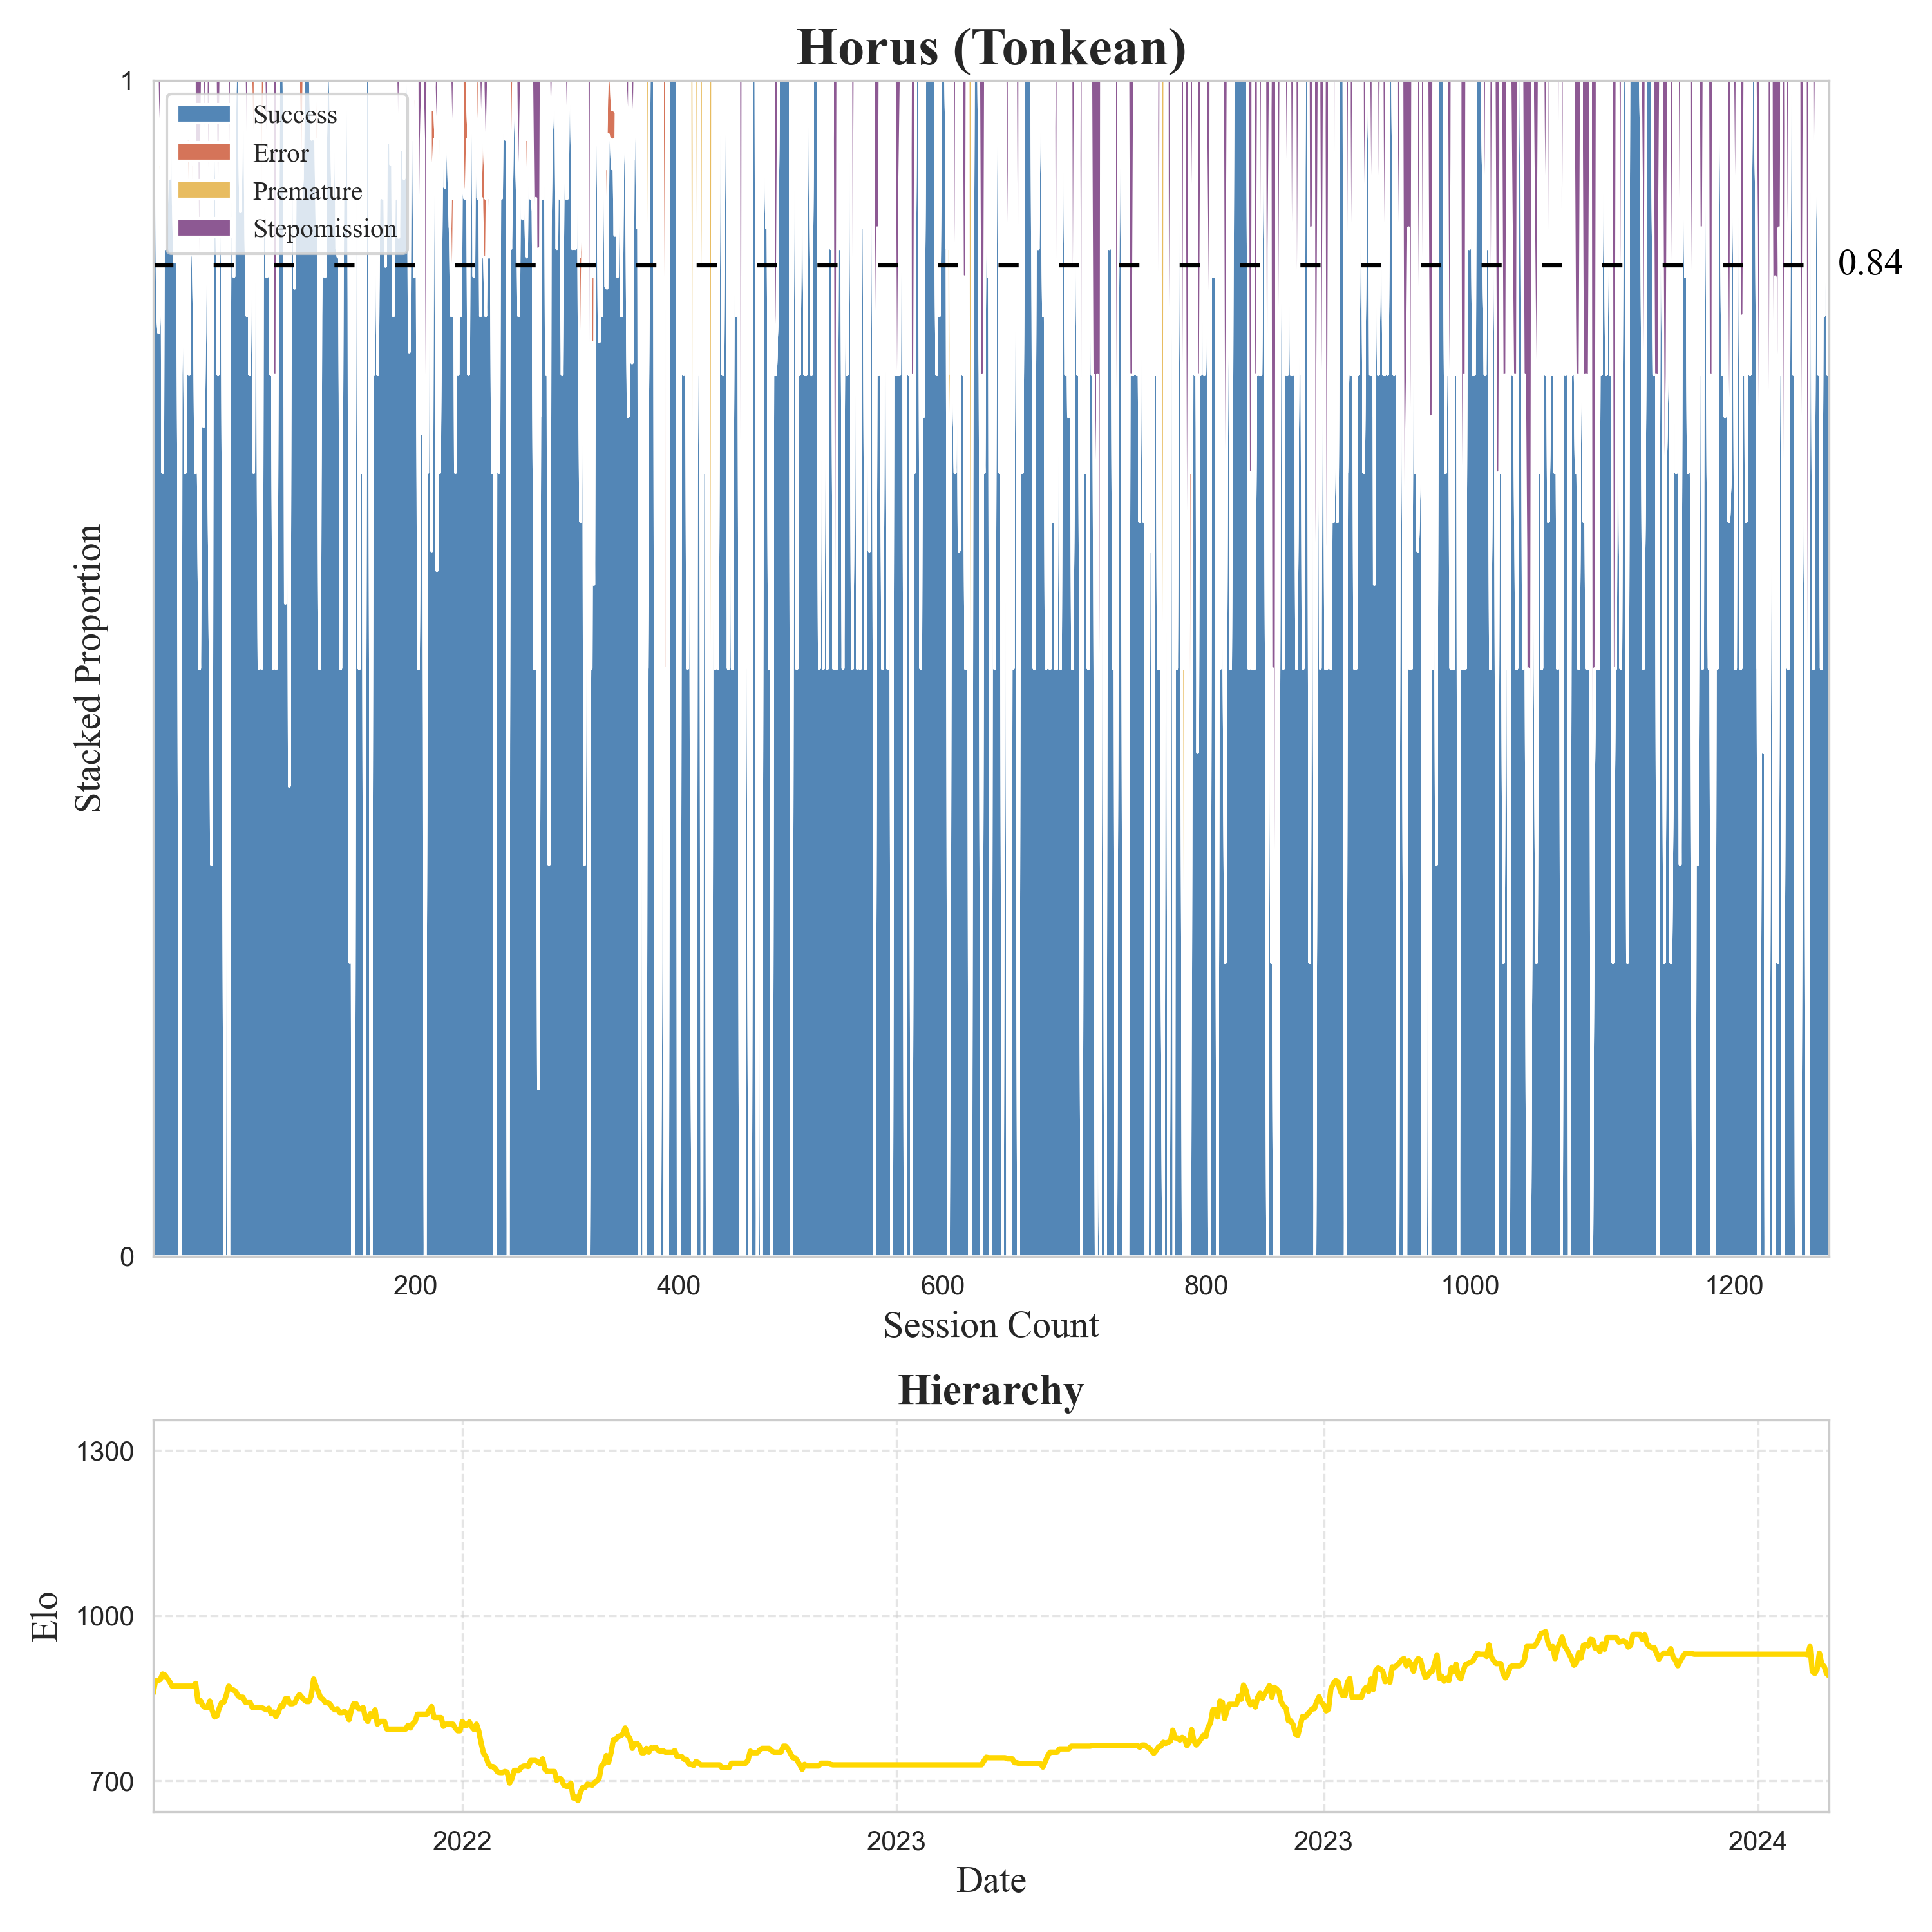 Horus (Tonkean)
1
Success
Error
Premature
Stepomission
0.84
Stacked Proportion
0
200 400 600 800 1000 1200
Session Count
Hierarchy
1300
1000
700
Elo
2022 2023 2023 2024
Date